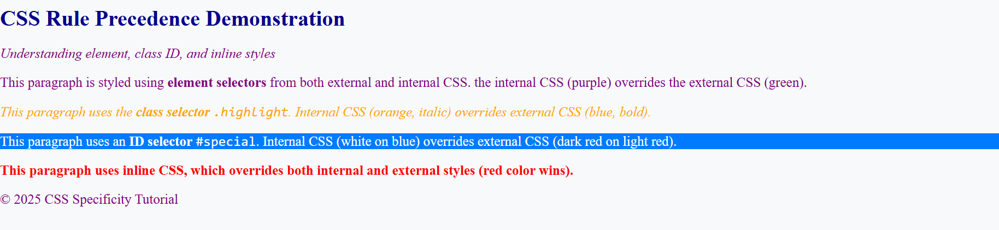 CSS Rule Precedence Demonstration
Understanding element, class ID, and inline styles
This paragraph is styled using element selectors from both external and internal CSS. the internal CSS (purple) overrides the external CSS (green).
This paragraph uses the class selector .highlight. Internal CSS (orange, italic) overrides external CSS (blue, bold).
This paragraph uses an ID selector #special. Internal CSS (white on blue) overrides external CSS (dark red on light red).
This paragraph uses inline CSS, which overrides both internal and external styles (red color wins).
© 2025 CSS Specificity Tutorial